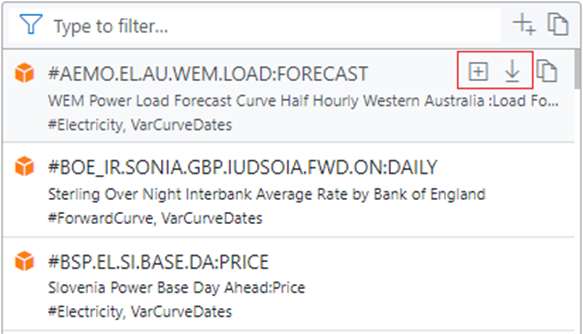 Type to filter...
#AEMO.EL.AU.WEM.LOAD:FORECAST
WEM Power Load Forecast Curve Half Hourly Western Australia :Load Fo...
#Electricity, VarCurveDates
#BOE_IR.SONIA.GBP.IUDSOIA.FWD.ON:DAILY
Sterling Over Night Interbank Average Rate by Bank of England
#ForwardCurve, VarCurveDates
#BSP.EL.SI.BASE.DA:PRICE
Slovenia Power Base Day Ahead:Price
#Electricity, VarCurveDates